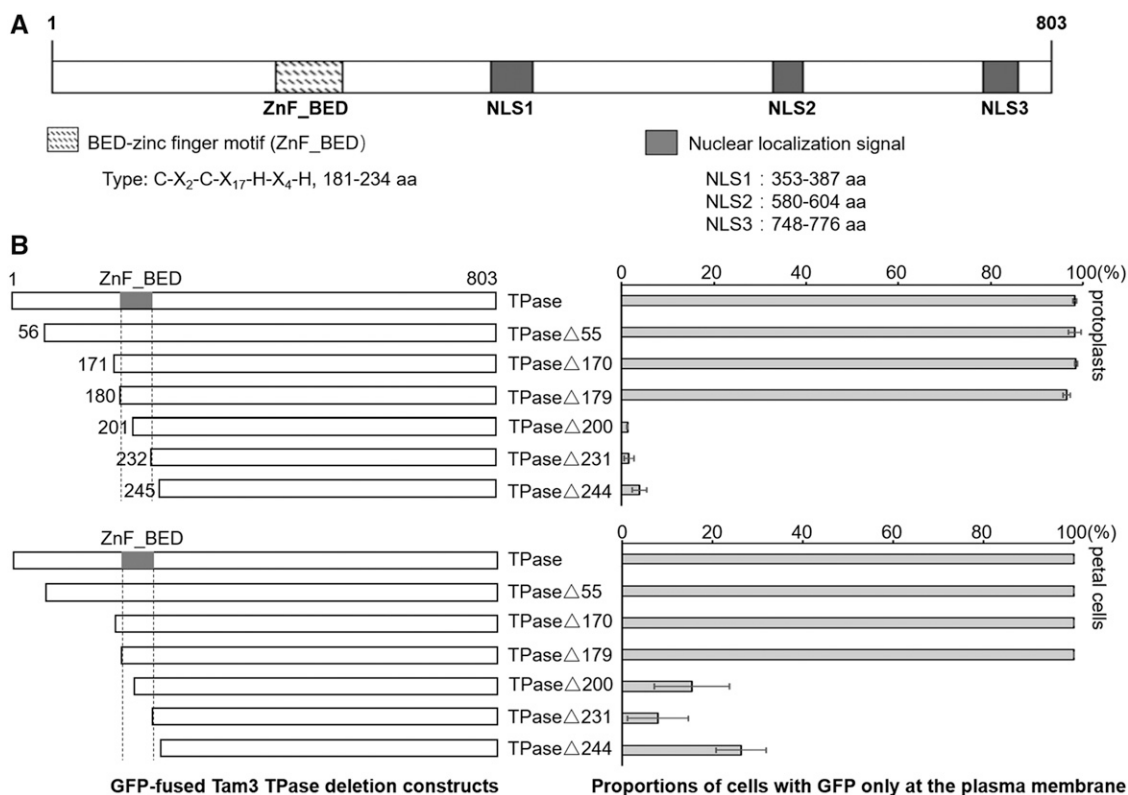 A
1
803
ZnF_BED
NLS1
NLS2
NLS3
BED-zinc finger motif (ZnF_BED)
Type: C-X2-C-X17-H-X4-H, 181-234 aa
Nuclear localization signal
NLS1 : 353-387 aa
NLS2 : 580-604 aa
NLS3 : 748-776 aa
B
1 ZnF_BED 803
0 20 40 60 80 100(%)
TPase
56 TPase△55
171 TPase△170
180 TPase△179
201 TPase△200
232 TPase△231
245 TPase△244
protoplasts
ZnF_BED
0 20 40 60 80 100(%)
TPase
TPase△55
TPase△170
TPase△179
TPase△200
TPase△231
TPase△244
petal cells
GFP-fused Tam3 TPase deletion constructs
Proportions of cells with GFP only at the plasma membrane